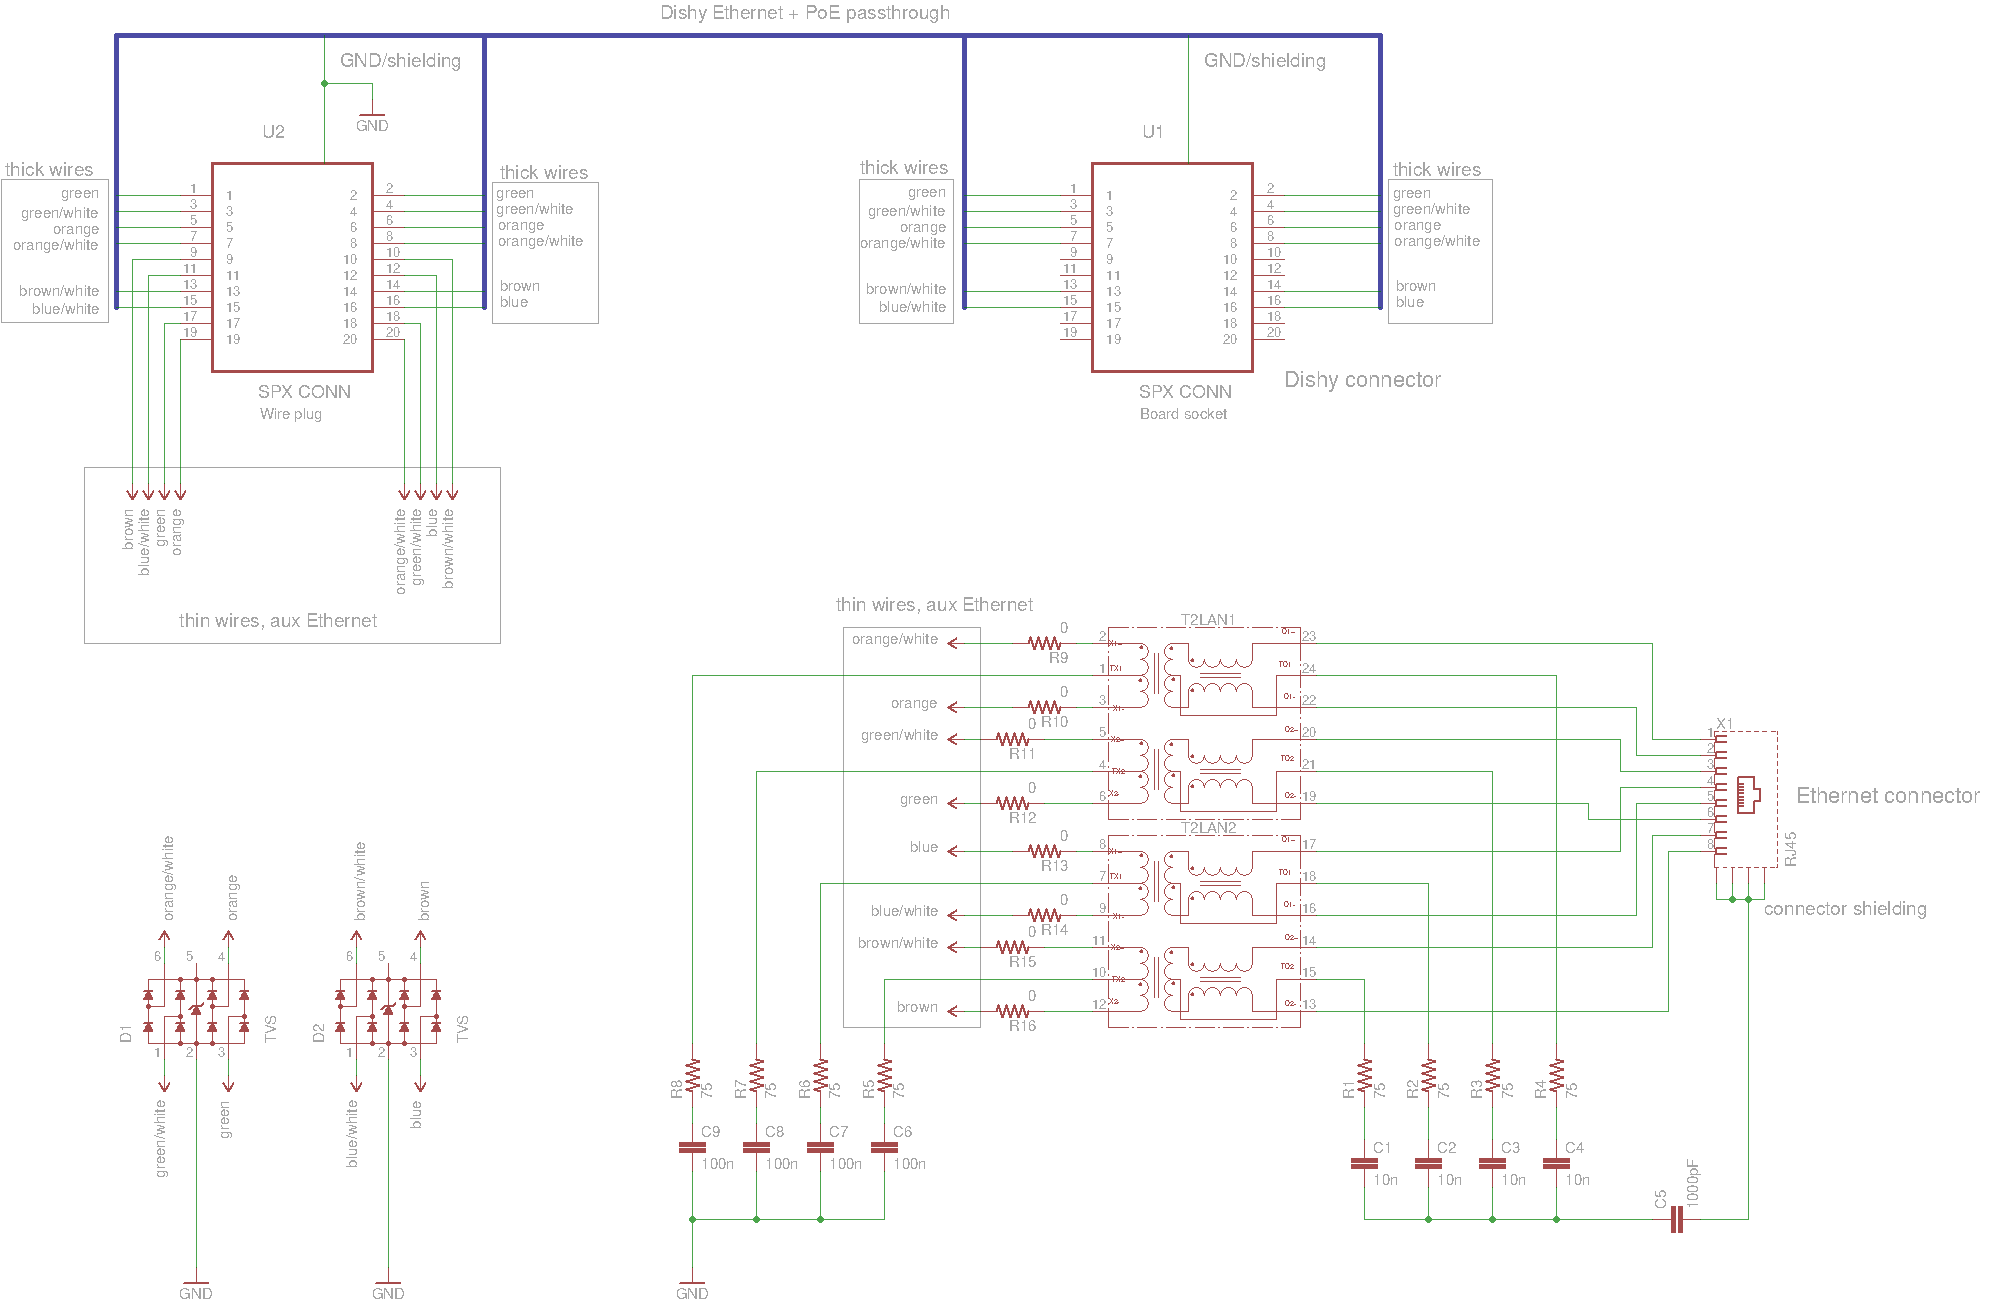 Dishy Ethernet + PoE passthrough
GND/shielding
GND
U2
thick wires
green
green/white
orange
orange/white
brown/white
blue/white
1
3
5
7
9
11
13
15
17
19
1
3
5
7
9
11
13
15
17
19
2
4
6
8
10
12
14
16
18
20
2
4
6
8
10
12
14
16
18
20
thick wires
green
green/white
orange
orange/white
brown
blue
SPX CONN
Wire plug
brown
blue/white
green
orange
orange/white
green/white
blue
brown/white
thin wires, aux Ethernet
GND/shielding
U1
thick wires
green
green/white
orange
orange/white
brown/white
blue/white
1
3
5
7
9
11
13
15
17
19
1
3
5
7
9
11
13
15
17
19
2
4
6
8
10
12
14
16
18
20
2
4
6
8
10
12
14
16
18
20
thick wires
green
green/white
orange
orange/white
brown
blue
SPX CONN
Board socket
Dishy connector
thin wires, aux Ethernet
orange/white
orange
green/white
green
blue
blue/white
brown/white
brown
0
R9
0
R10
0
R11
0
R12
0
R13
0
R14
0
R15
0
R16
T2LAN1
2
1
3
5
4
6
TX1
TX2
TO1
TO2
23
24
22
20
21
19
T2LAN2
8
7
9
11
10
12
TX1
TX2
TO1
TO2
17
18
16
14
15
13
X1
1
2
3
4
5
6
7
8
RJ45
Ethernet connector
connector shielding
orange/white
orange
6
5
4
D1
TVS
1
2
3
green/white
green
GND
brown/white
brown
6
5
4
D2
TVS
1
2
3
blue/white
blue
GND
R8
75
R7
75
R6
75
R5
75
C9
100n
C8
100n
C7
100n
C6
100n
GND
R1
75
R2
75
R3
75
R4
75
C1
10n
C2
10n
C3
10n
C4
10n
C5
1000pF